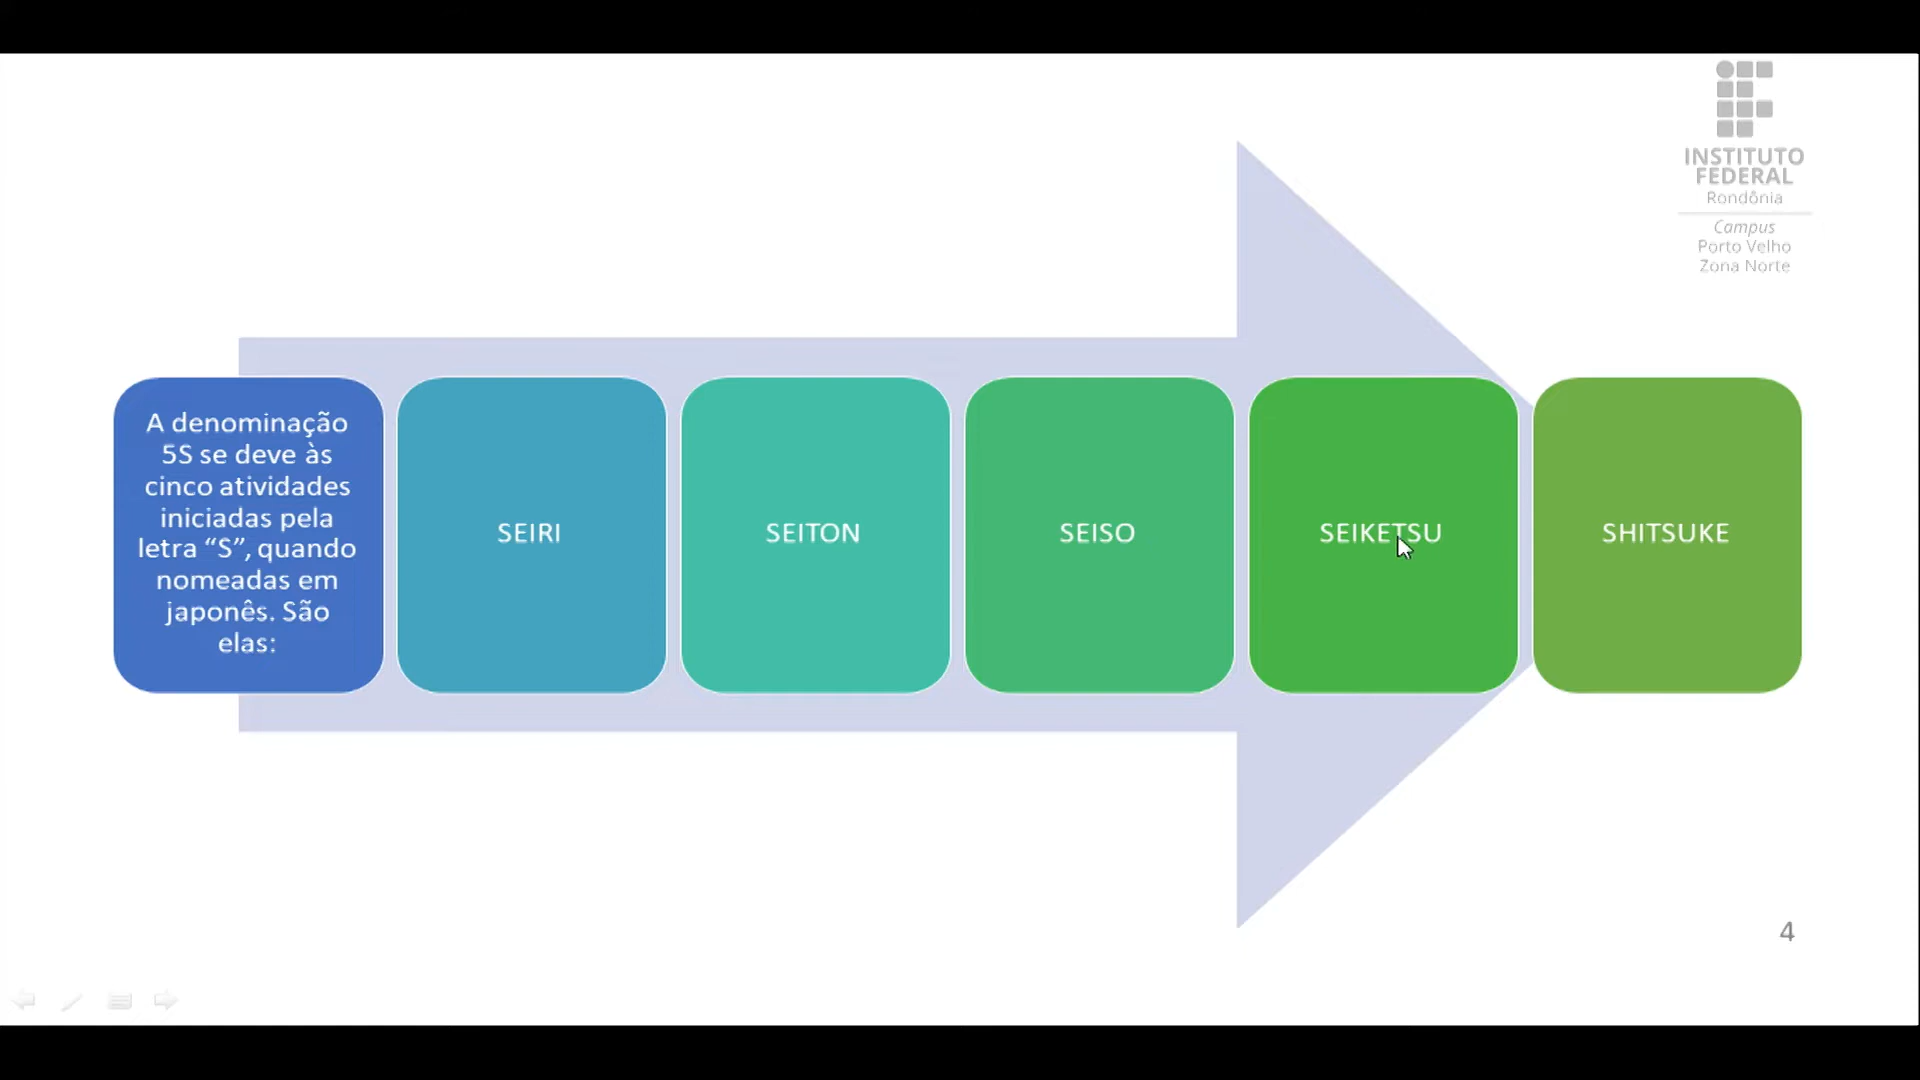 INSTITUTO
FEDERAL
Rondônia
Campus
Porto Velho
Zona Norte
A denominação
5S se deve às
cinco atividades
iniciadas pela
letra “S”, quando
nomeadas em
japonês. São
elas:
SEIRI
SEITON
SEISO
SEIKETSU
SHITSUKE
4